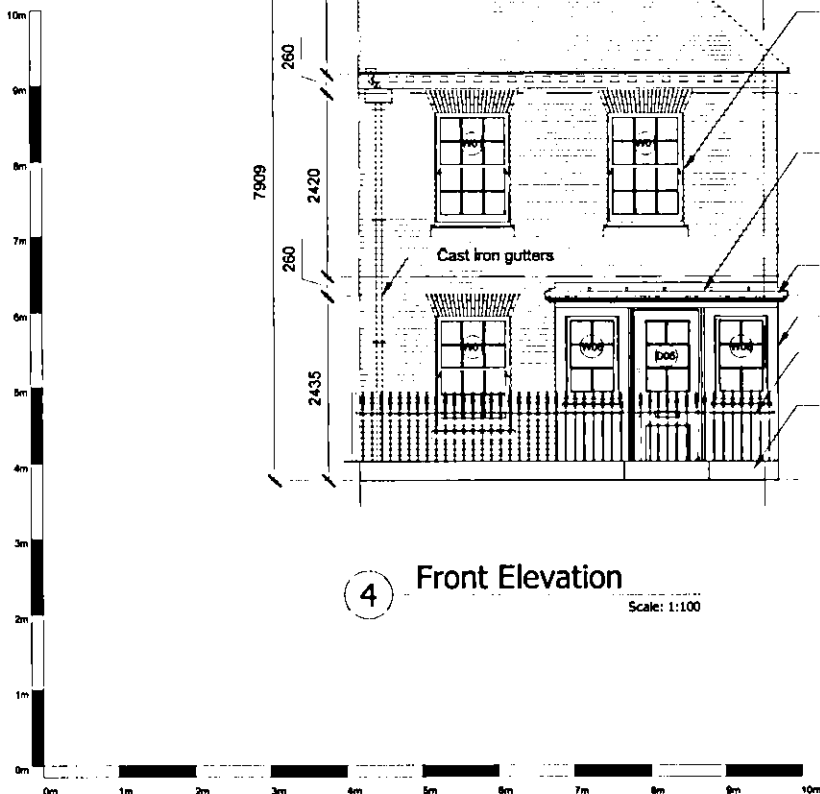 10m
9m
8m
7m
6m
5m
4m
3m
2m
1m
0m
260
7909
2420
260
2435
Cast iron gutters
D05
4
Front Elevation
Scale: 1:100
0m 1m 2m 3m 4m 5m 6m 7m 8m 9m 10m